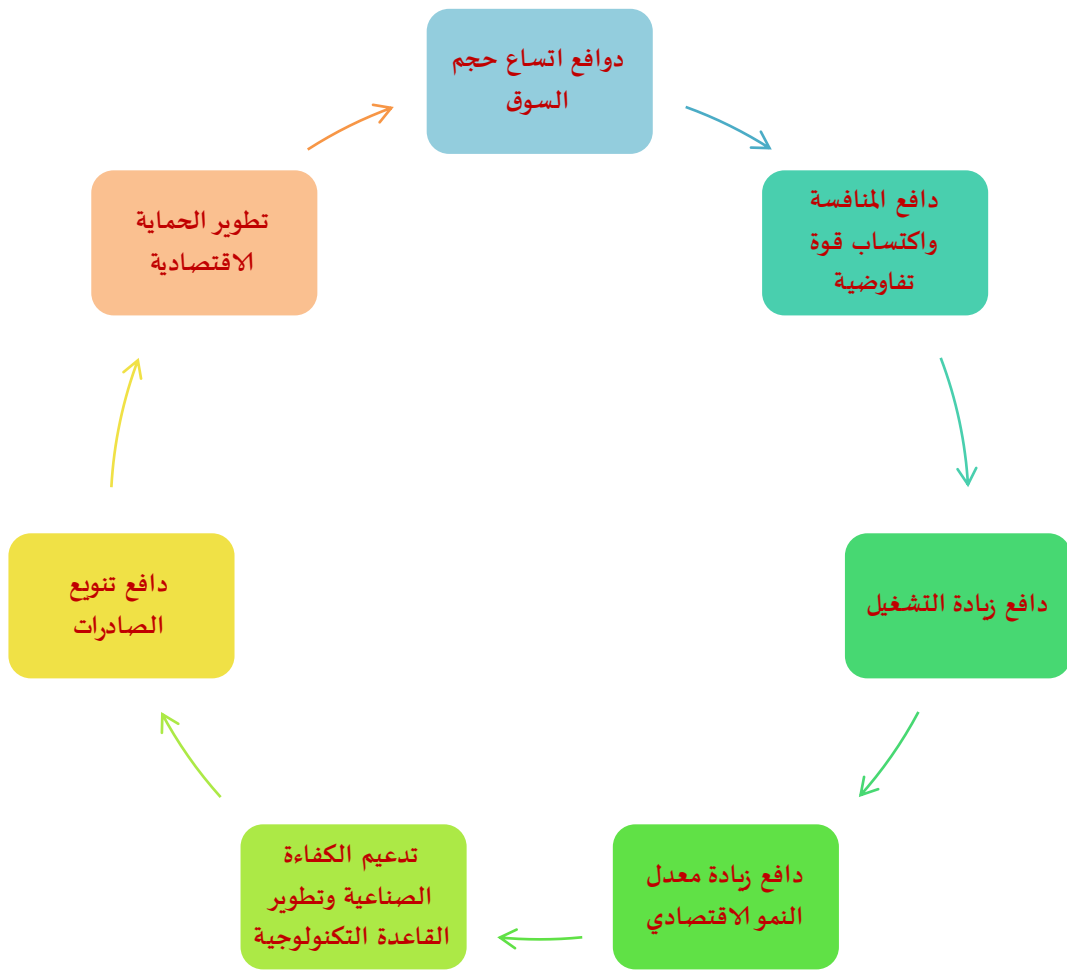 دوافع اتساع حجم
السوق
دافع المنافسة
واكتساب قوة
تفاوضية
دافع زيادة التشغيل
دافع زيادة معدل
النمو الاقتصادي
تدعيم الكفاءة
الصناعية وتطوير
القاعدة التكنولوجية
دافع تنويع
الصادرات
تطوير الحماية
الاقتصادية